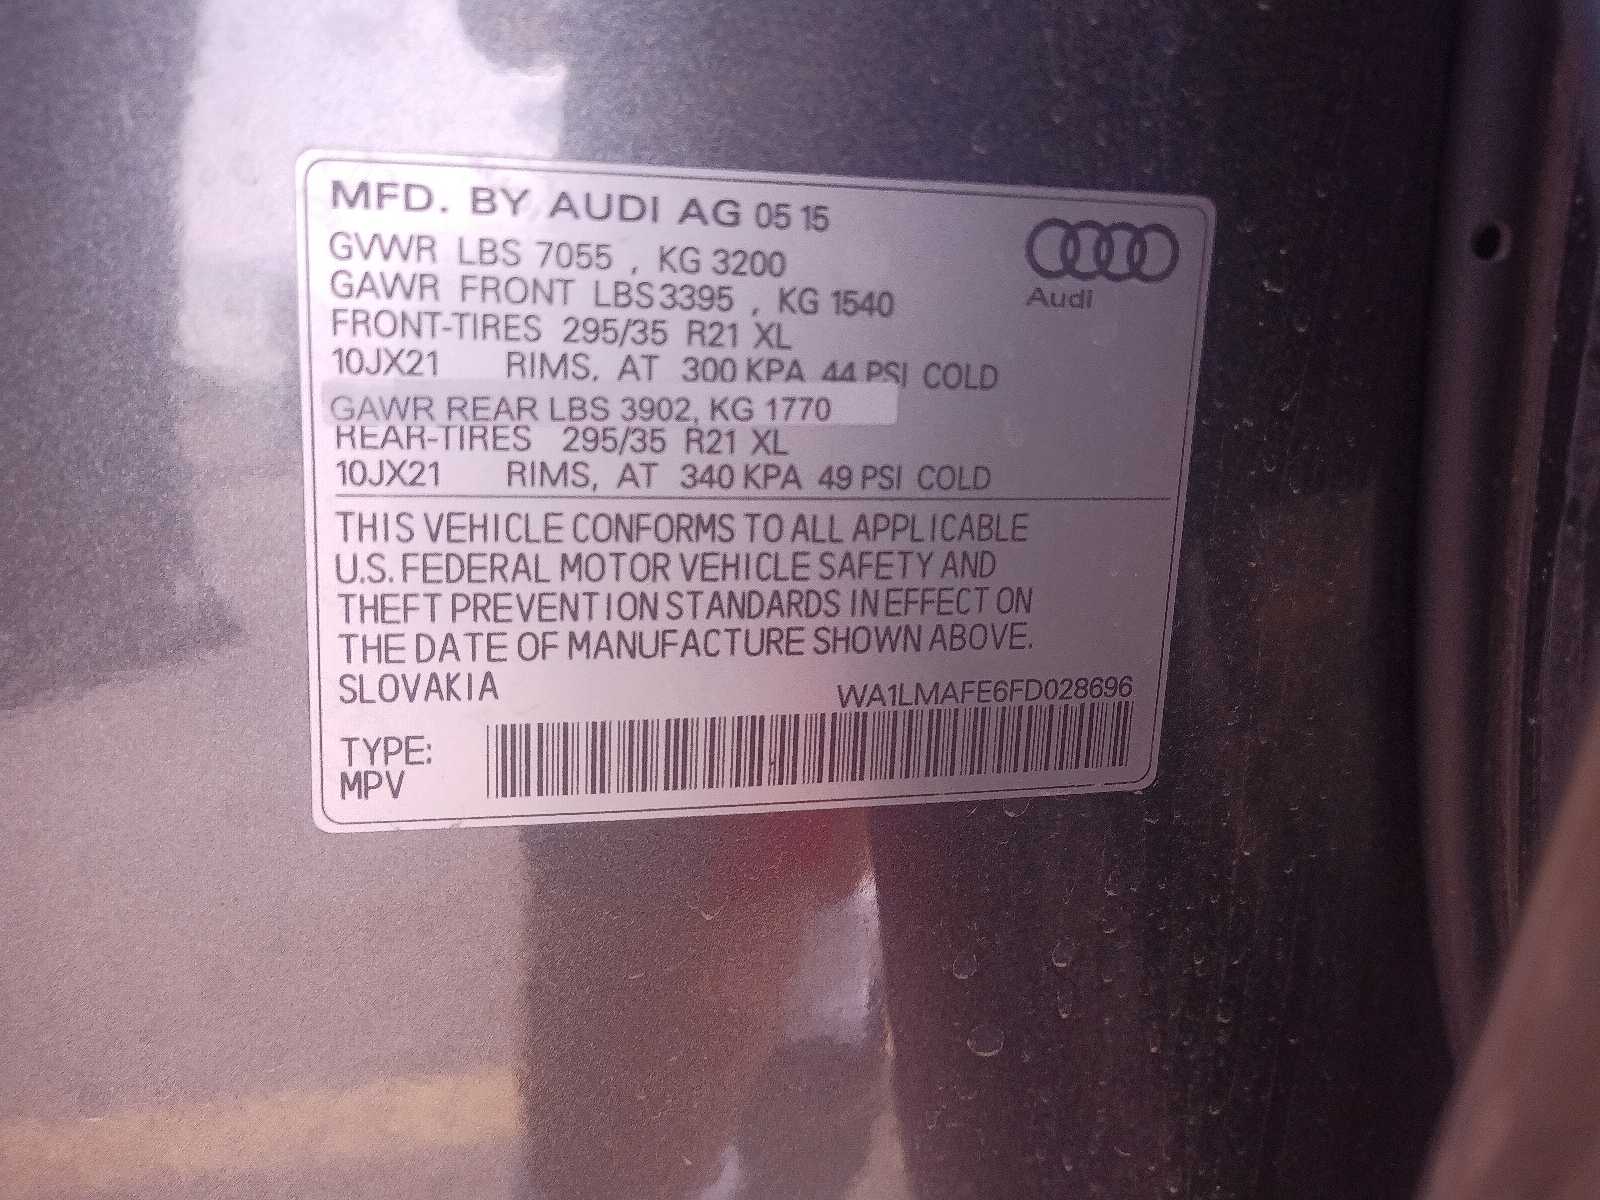 MFD. BY AUDI AG 05 15
GVWR LBS 7055 , KG 3200
GAWR FRONT LBS 3395 , KG 1540
Audi
FRONT-TIRES 295/35 R21 XL
10JX21 RIMS, AT 300 KPA 44 PSI COLD
GAWR REAR LBS 3902, KG 1770
REAR-TIRES 295/35 R21 XL
10JX21 RIMS, AT 340 KPA 49 PSI COLD
THIS VEHICLE CONFORMS TO ALL APPLICABLE
U.S. FEDERAL MOTOR VEHICLE SAFETY AND
THEFT PREVENTION STANDARDS IN EFFECT ON
THE DATE OF MANUFACTURE SHOWN ABOVE.
SLOVAKIA WA1LMAFE6FD028696
TYPE:
MPV